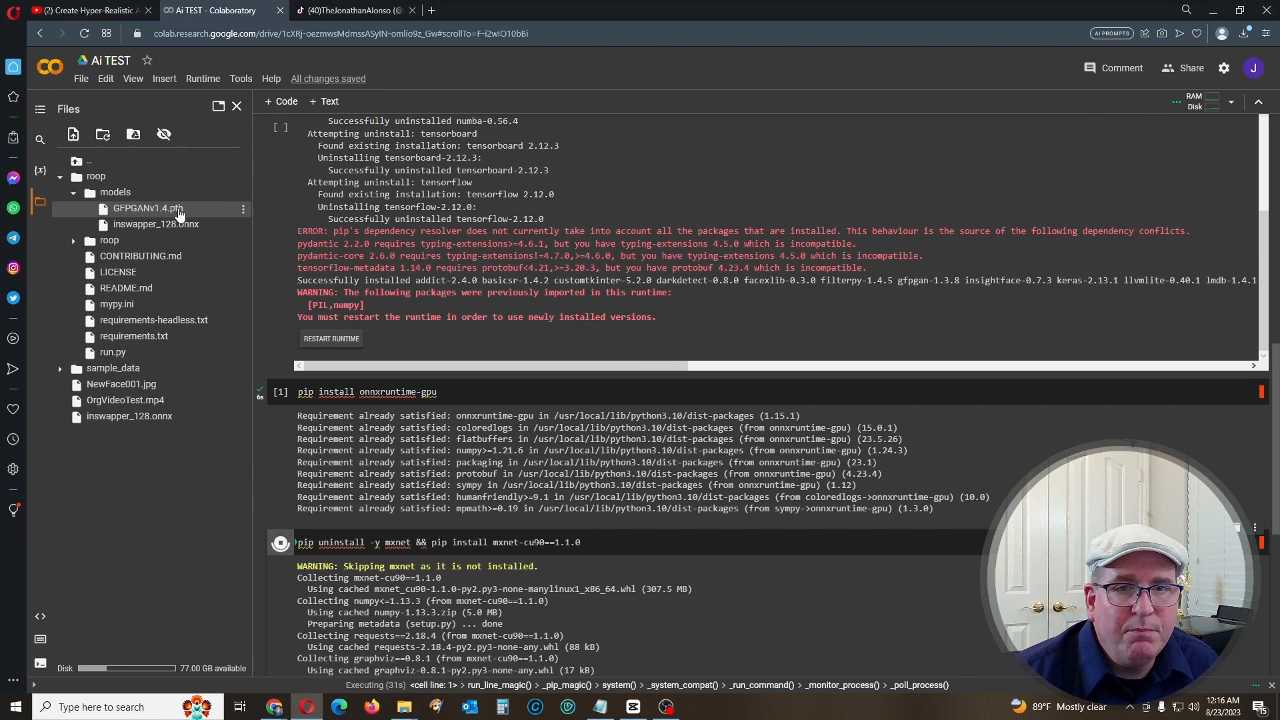 (2) Create Hyper-Realistic A
Ai TEST - Colaboratory
(40)TheJonathanAlonso (@
colab.research.google.com/drive/
AI PROMPTS
Ai TEST
File Edit View Insert Runtime Tools Help All changes saved
Comment Share J
Files
+ Code + Text
RAM
Disk
..
roop
models
GFPGANv1.4.pth
inswapper_128.onnx
roop
CONTRIBUTING.md
LICENSE
README.md
mypy.ini
requirements-headless.txt
requirements.txt
run.py
sample_data
NewFace001.jpg
OrgVideoTest.mp4
inswapper_128.onnx
Disk 77.00 GB available
[ ]
Successfully uninstalled numba-0.56.4
Attempting uninstall: tensorboard
Found existing installation: tensorboard 2.12.3
Uninstalling tensorboard-2.12.3:
Successfully uninstalled tensorboard-2.12.3
Attempting uninstall: tensorflow
Found existing installation: tensorflow 2.12.0
Uninstalling tensorflow-2.12.0:
Successfully uninstalled tensorflow-2.12.0
ERROR: pip's dependency resolver does not currently take into account all the packages that are installed. This behaviour is the source of the following dependency conflicts.
pydantic 2.2.0 requires typing-extensions>=4.6.1, but you have typing-extensions 4.5.0 which is incompatible.
pydantic-core 2.6.0 requires typing-extensions!=4.7.0,>=4.6.0, but you have typing-extensions 4.5.0 which is incompatible.
tensorflow-metadata 1.14.0 requires protobuf<4.21,>=3.20.3, but you have protobuf 4.23.4 which is incompatible.
Successfully installed addict-2.4.0 basicsr-1.4.2 customtkinter-5.2.0 darkdetect-0.8.0 facexlib-0.3.0 filterpy-1.4.5 gfpgan-1.3.8 insightface-0.7.3 keras-2.13.1 llvmlite-0.40.1 lmdb-1.4.1
WARNING: The following packages were previously imported in this runtime:
[PIL,numpy]
You must restart the runtime in order to use newly installed versions.
RESTART RUNTIME
[1] pip install onnxruntime-gpu
6s
Requirement already satisfied: onnxruntime-gpu in /usr/local/lib/python3.10/dist-packages (1.15.1)
Requirement already satisfied: coloredlogs in /usr/local/lib/python3.10/dist-packages (from onnxruntime-gpu) (15.0.1)
Requirement already satisfied: flatbuffers in /usr/local/lib/python3.10/dist-packages (from onnxruntime-gpu) (23.5.26)
Requirement already satisfied: numpy>=1.21.6 in /usr/local/lib/python3.10/dist-packages (from onnxruntime-gpu) (1.24.3)
Requirement already satisfied: packaging in /usr/local/lib/python3.10/dist-packages (from onnxruntime-gpu) (23.1)
Requirement already satisfied: protobuf in /usr/local/lib/python3.10/dist-packages (from onnxruntime-gpu) (4.23.4)
Requirement already satisfied: sympy in /usr/local/lib/python3.10/dist-packages (from onnxruntime-gpu) (1.12)
Requirement already satisfied: humanfriendly>=9.1 in /usr/local/lib/python3.10/dist-packages (from coloredlogs->onnxruntime-gpu) (10.0)
Requirement already satisfied: mpmath>=0.19 in /usr/local/lib/python3.10/dist-packages (from sympy->onnxruntime-gpu) (1.3.0)
pip uninstall -y mxnet && pip install mxnet-cu90==1.1.0
WARNING: Skipping mxnet as it is not installed.
Collecting mxnet-cu90==1.1.0
Using cached mxnet_cu90-1.1.0-py2.py3-none-manylinux1_x86_64.whl (307.5 MB)
Collecting numpy<=1.13.3 (from mxnet-cu90==1.1.0)
Using cached numpy-1.13.3.zip (5.0 MB)
Preparing metadata (setup.py) ... done
Collecting requests==2.18.4 (from mxnet-cu90==1.1.0)
Using cached requests-2.18.4-py2.py3-none-any.whl (88 kB)
Collecting graphviz==0.8.1 (from mxnet-cu90==1.1.0)
Using cached graphviz-0.8.1-py2.py3-none-any.whl (17 kB)
Executing (31s) <cell line: 1> run_line_magic() _pip_magic() system() _system_compat() _run_command() _monitor_process() _poll_process()
Type here to search
89°F Mostly clear
12:16 AM
8/23/2023